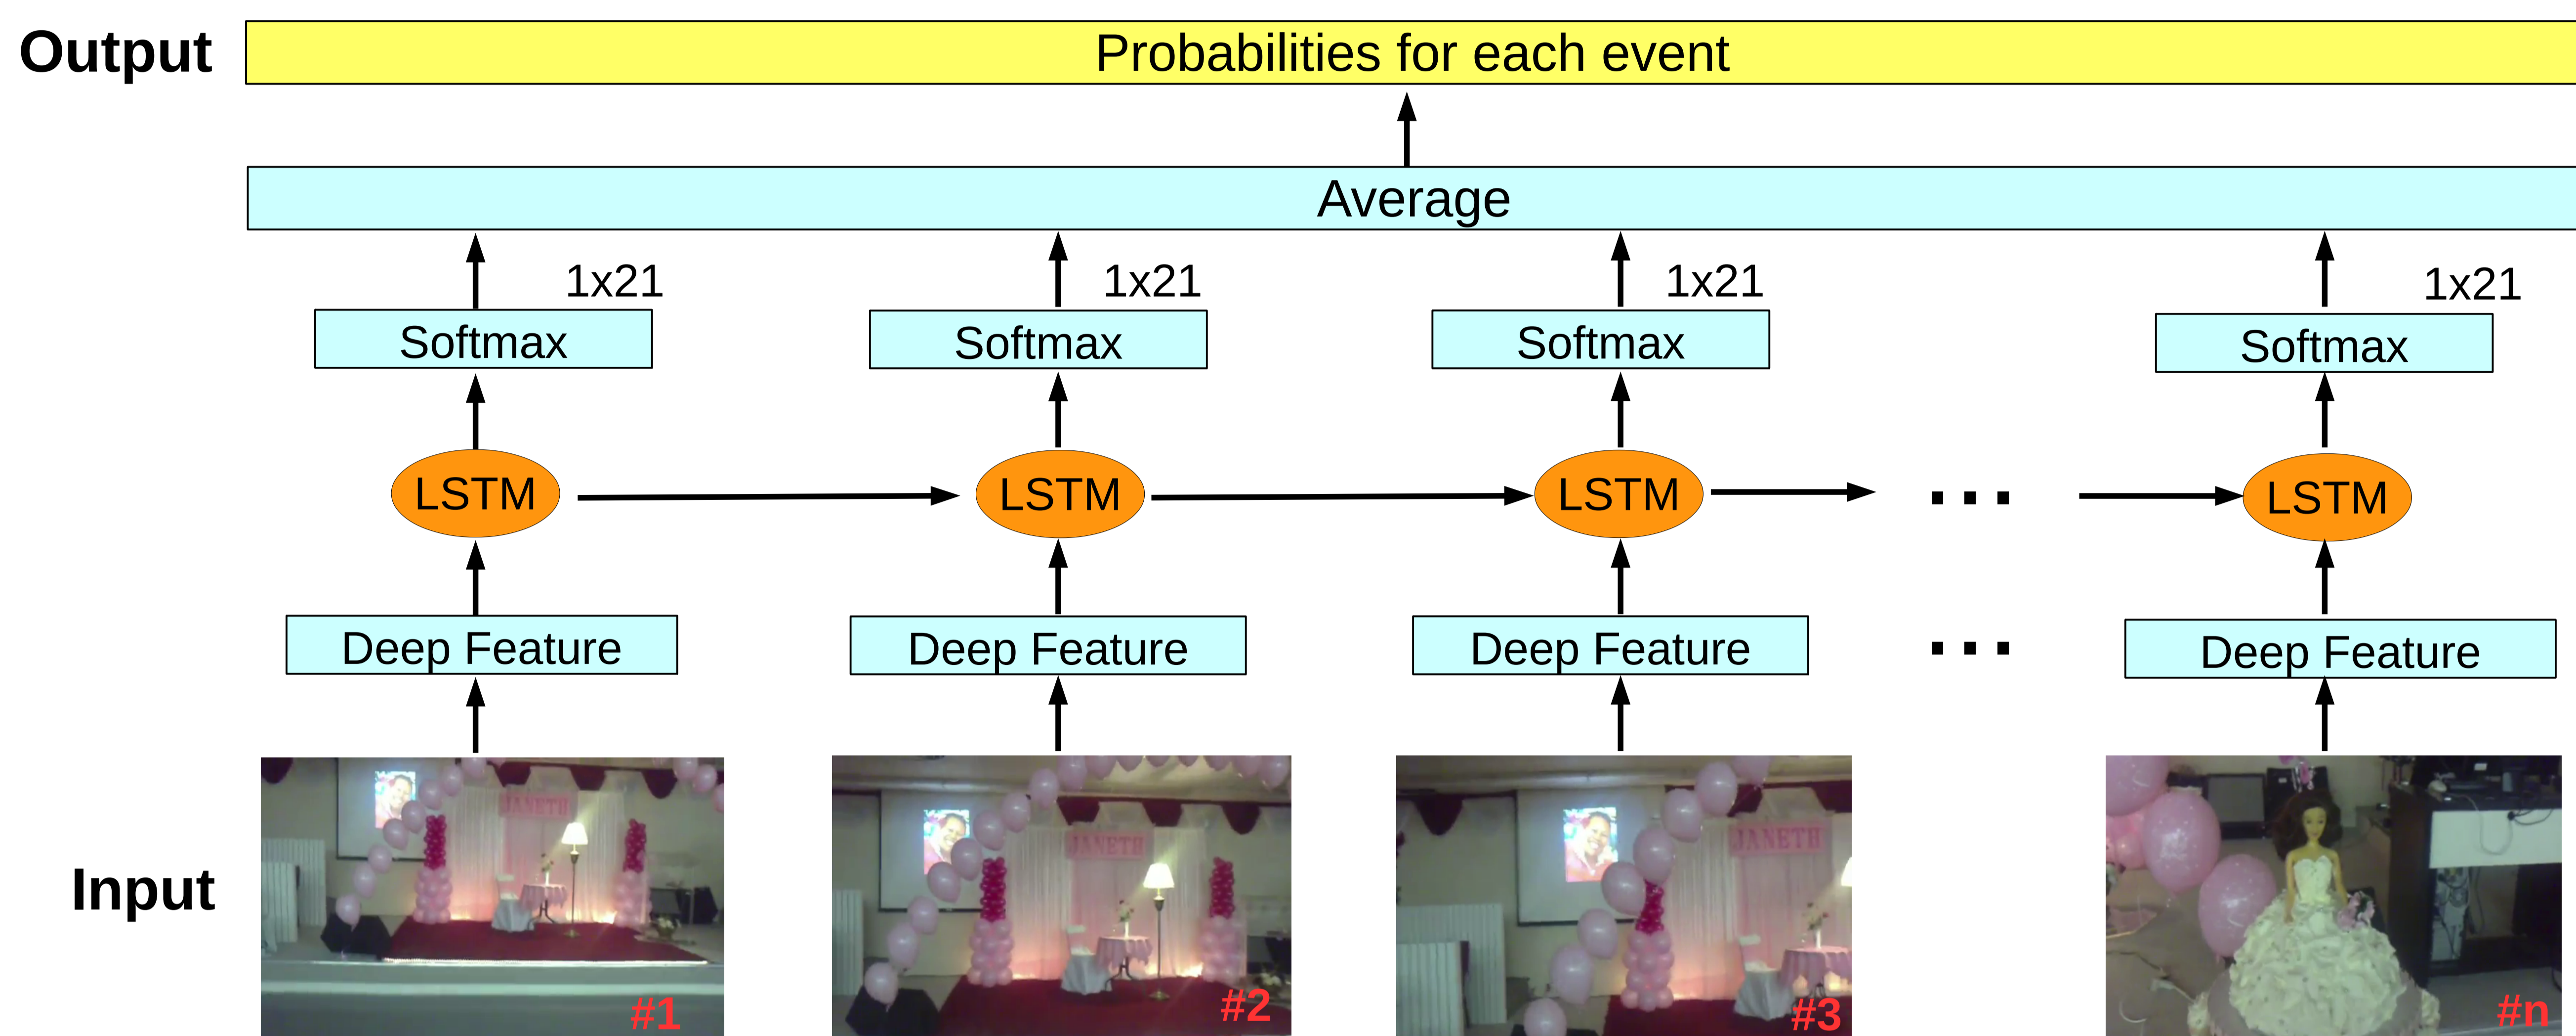 Output
Probabilities for each event
Average
1x21 1x21 1x21 1x21
Softmax Softmax Softmax Softmax
LSTM LSTM LSTM ... LSTM
Deep Feature Deep Feature Deep Feature ... Deep Feature
JANETH JANETH JANETH
Input
#1 #2 #3 #n